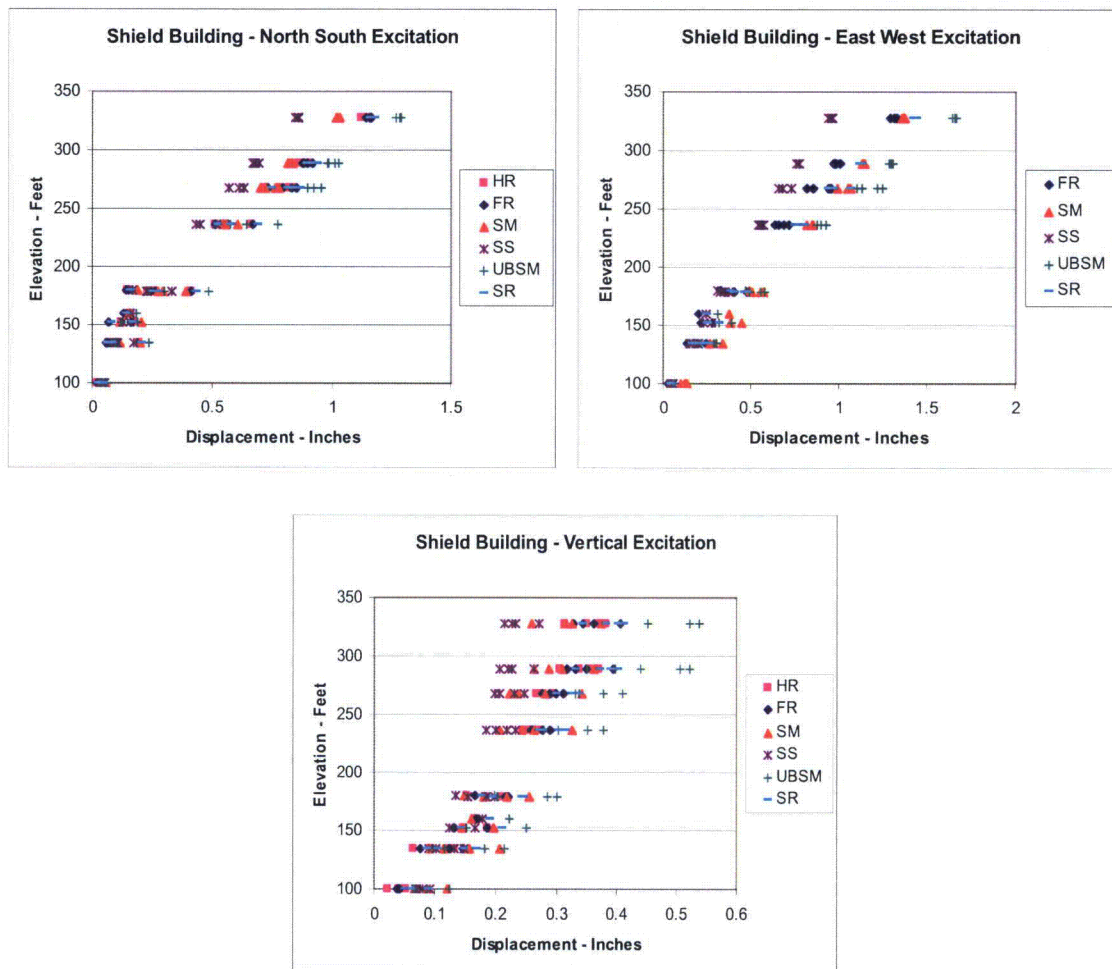 Shield Building - North South Excitation
350
300
250
200
150
100
0
0.5
1
1.5
Elevation - Feet
Displacement - Inches
HR
FR
SM
SS
UBSM
SR
Shield Building - East West Excitation
350
300
250
200
150
100
0
0.5
1
1.5
2
Elevation - Feet
Displacement - Inches
FR
SM
SS
UBSM
SR
Shield Building - Vertical Excitation
350
300
250
200
150
100
0
0.1
0.2
0.3
0.4
0.5
0.6
Elevation - Feet
Displacement - Inches
HR
FR
SM
SS
UBSM
SR